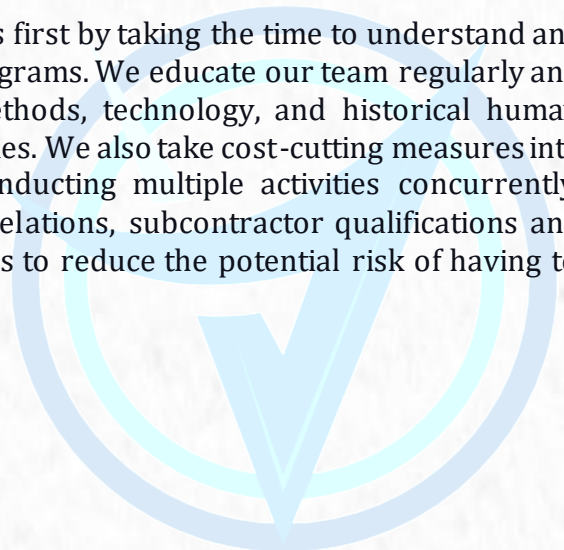 s first by taking the time to understand an
grams. We educate our team regularly an
ethods, technology, and historical huma
es. We also take cost-cutting measures int
nducting multiple activities concurrently
elations, subcontractor qualifications an
s to reduce the potential risk of having t